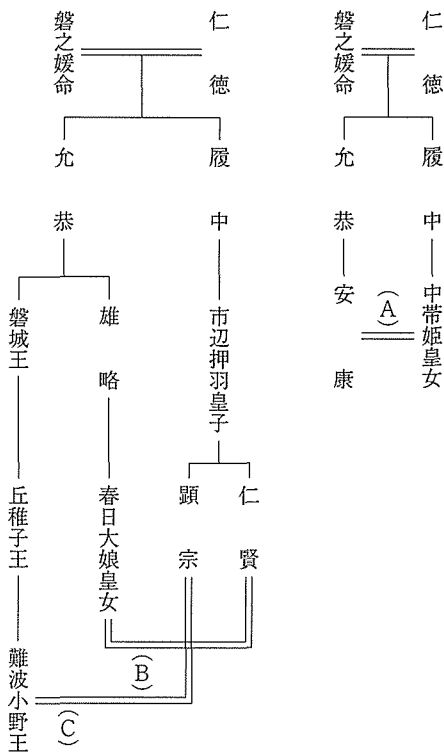 仁徳
磐之媛命
履中
允恭
中帯姫皇女
(A)
安康
仁徳
磐之媛命
履中
允恭
市辺押羽皇子
仁賢
顕宗
雄略
春日大娘皇女
(B)
磐城王
丘稚子王
難波小野王
(C)